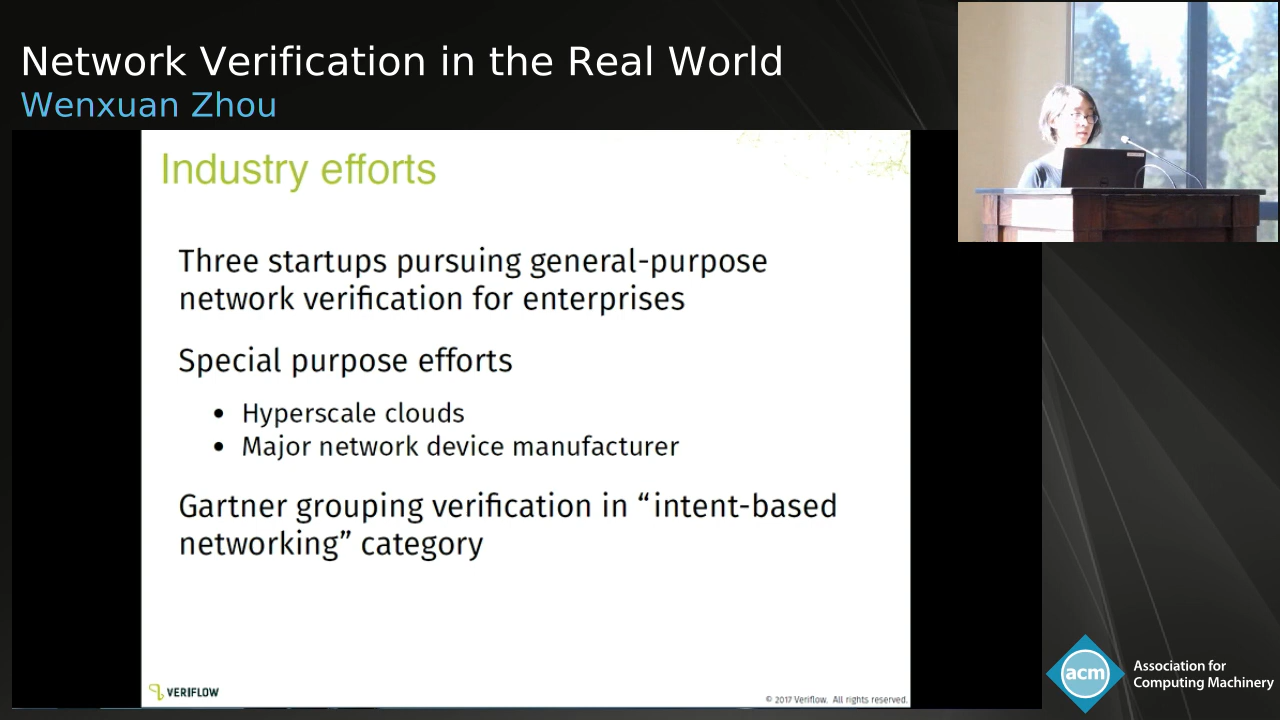 Network Verification in the Real World
Wenxuan Zhou
Industry efforts
Three startups pursuing general-purpose
network verification for enterprises
Special purpose efforts
• Hyperscale clouds
• Major network device manufacturer
Gartner grouping verification in “intent-based
networking” category
VERIFLOW
© 2017 Veriflow. All rights reserved.
acm
Association for
Computing Machinery